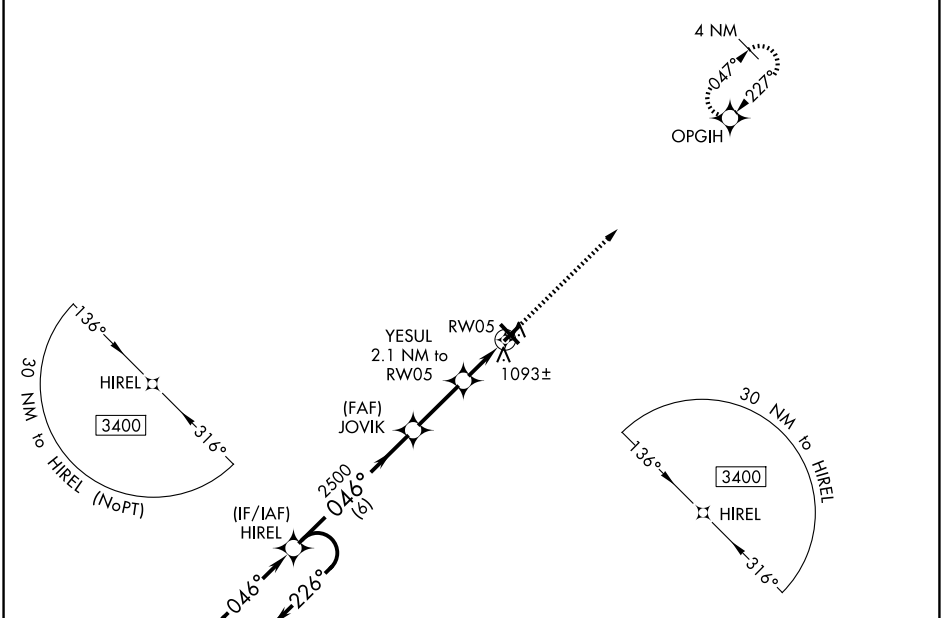 4 NM
047°
227°
OPGIH
RW05
YESUL
2.1 NM to
RW05
1093±
(FAF)
JOVIK
2500
046°
(6)
(IF/IAF)
HIREL
046°
226°
136°
HIREL
3400
316°
30 NM to HIREL (NoPT)
30 NM to HIREL
136°
3400
HIREL
316°